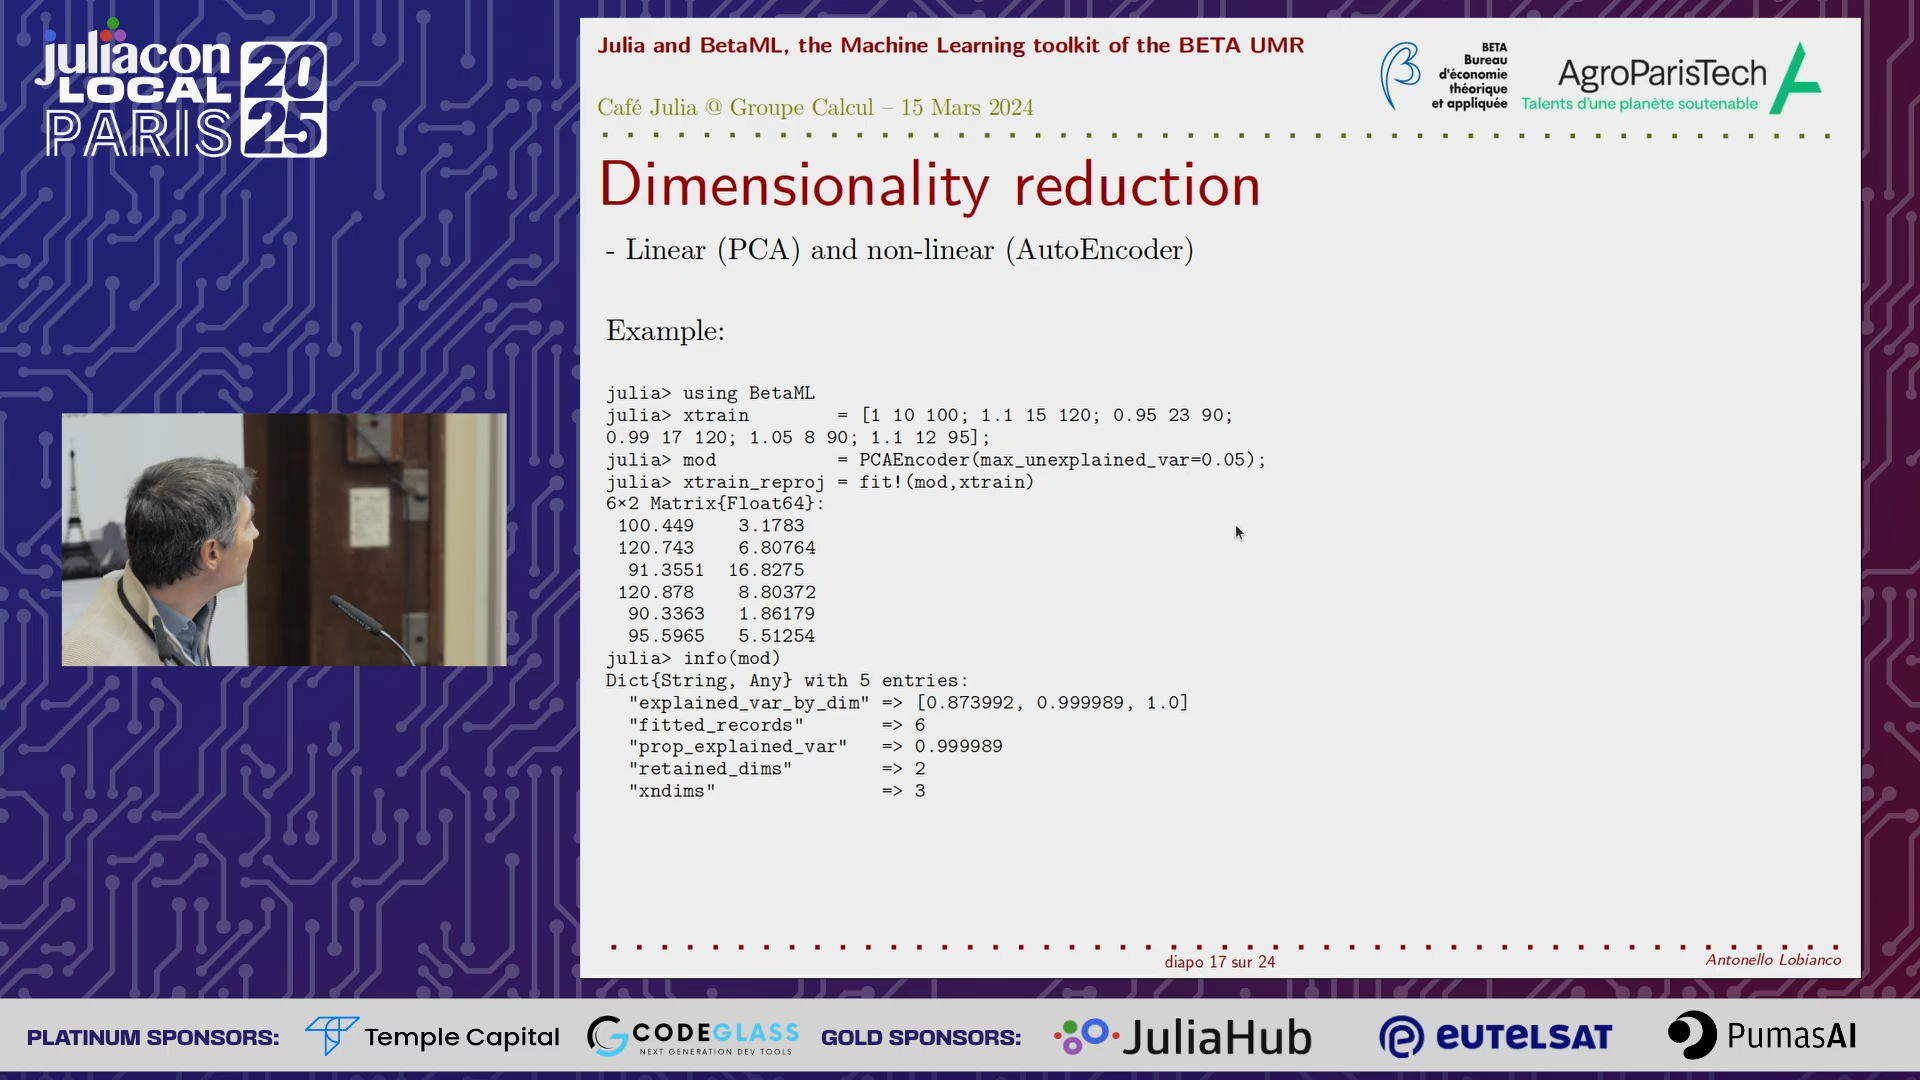 juliacon
LOCAL
PARIS
20
25
Julia and BetaML, the Machine Learning toolkit of the BETA UMR
Café Julia @ Groupe Calcul – 15 Mars 2024
BETA
Bureau
d'économie
théorique
et appliquée
AgroParisTech
Talents d'une planète soutenable
Dimensionality reduction
- Linear (PCA) and non-linear (AutoEncoder)
Example:
julia> using BetaML
julia> xtrain        = [1 10 100; 1.1 15 120; 0.95 23 90;
0.99 17 120; 1.05 8 90; 1.1 12 95];
julia> mod           = PCAEncoder(max_unexplained_var=0.05);
julia> xtrain_reproj = fit!(mod,xtrain)
6×2 Matrix{Float64}:
 100.449    3.1783
 120.743    6.80764
  91.3551  16.8275
 120.878    8.80372
  90.3363   1.86179
  95.5965   5.51254
julia> info(mod)
Dict{String, Any} with 5 entries:
  "explained_var_by_dim" => [0.873992, 0.999989, 1.0]
  "fitted_records"       => 6
  "prop_explained_var"   => 0.999989
  "retained_dims"        => 2
  "xndims"               => 3
diapo 17 sur 24
Antonello Lobianco
PLATINUM SPONSORS:
Temple Capital
CODEGLASS
NEXT GENERATION DEV TOOLS
GOLD SPONSORS:
JuliaHub
eutelsat
PumasAI